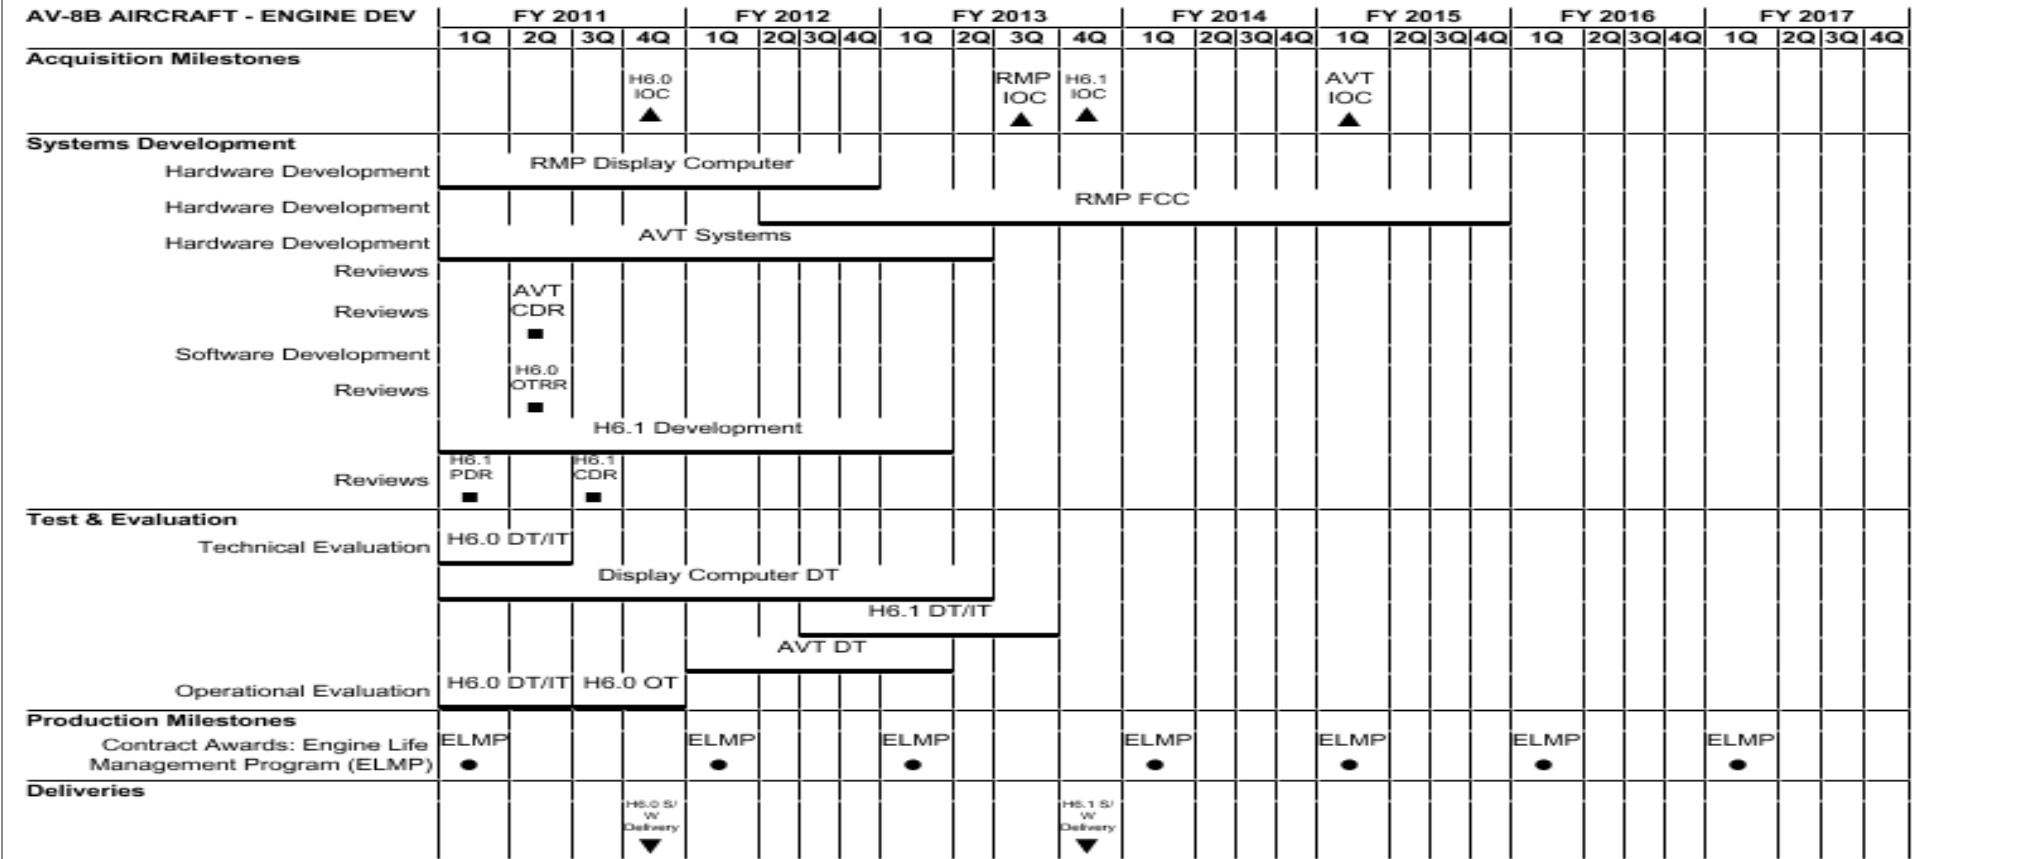 AV-8B AIRCRAFT - ENGINE DEV FY 2011 FY 2012 FY 2013 FY 2014 FY 2015 FY 2016 FY 2017
1Q 2Q 3Q 4Q 1Q 2Q 3Q 4Q 1Q 2Q 3Q 4Q 1Q 2Q 3Q 4Q 1Q 2Q 3Q 4Q 1Q 2Q 3Q 4Q 1Q 2Q 3Q 4Q
Acquisition Milestones
H6.0 RMP H6.1 AVT
IOC IOC IOC IOC
Systems Development
Hardware Development RMP Display Computer
Hardware Development RMP FCC
Hardware Development AVT Systems
Reviews
AVT
Reviews CDR
Software Development
H6.0
Reviews OTRR
H6.1 Development
H6.1 H6.1
Reviews PDR CDR
Test & Evaluation
Technical Evaluation H6.0 DT/IT
Display Computer DT
H6.1 DT/IT
AVT DT
Operational Evaluation H6.0 DT/IT H6.0 OT
Production Milestones
Contract Awards: Engine Life ELMP ELMP ELMP ELMP ELMP ELMP ELMP
Management Program (ELMP)
Deliveries
H6.0 S/ H6.1 S/
W W
Delivery Delivery